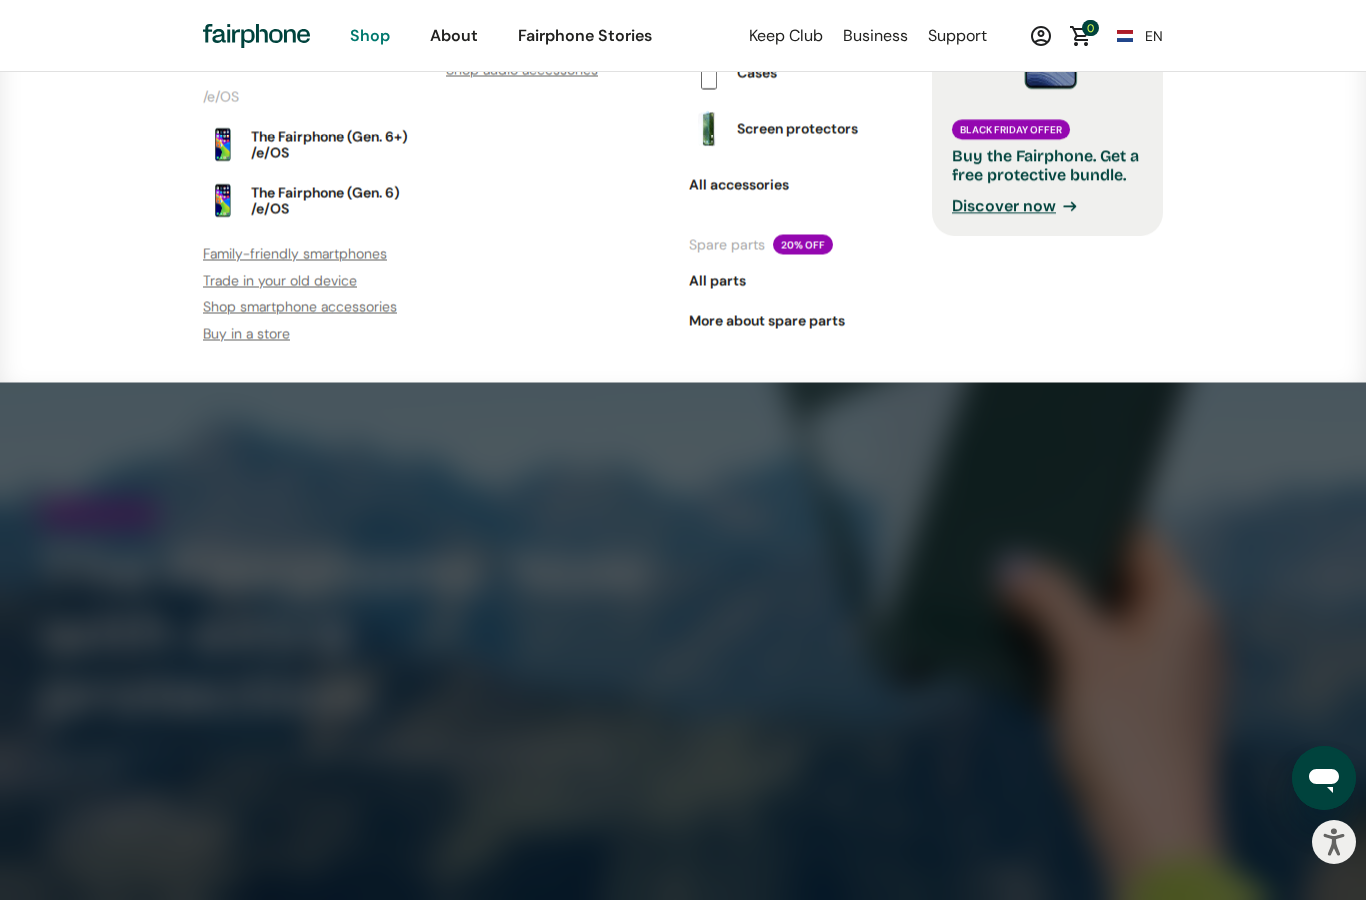 fairphone
Shop
About
Fairphone Stories
Keep Club
Business
Support
0
EN
/e/OS
The Fairphone (Gen. 6+)
/e/OS
The Fairphone (Gen. 6)
/e/OS
Family-friendly smartphones
Trade in your old device
Shop smartphone accessories
Buy in a store
Shop audio accessories
Cases
Screen protectors
All accessories
Spare parts
20% OFF
All parts
More about spare parts
BLACK FRIDAY OFFER
Buy the Fairphone. Get a
free protective bundle.
Discover now